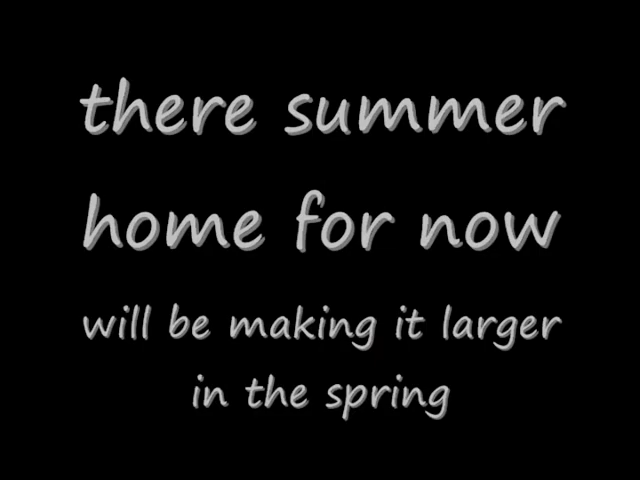 there summer
home for now
will be making it larger
in the spring